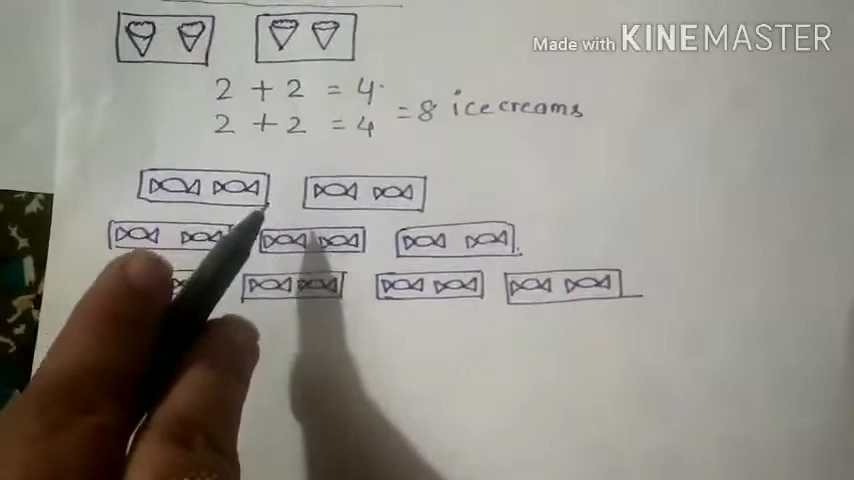 Made with KINEMASTER
2 + 2 = 4
2 + 2 = 4
= 8 icecreams